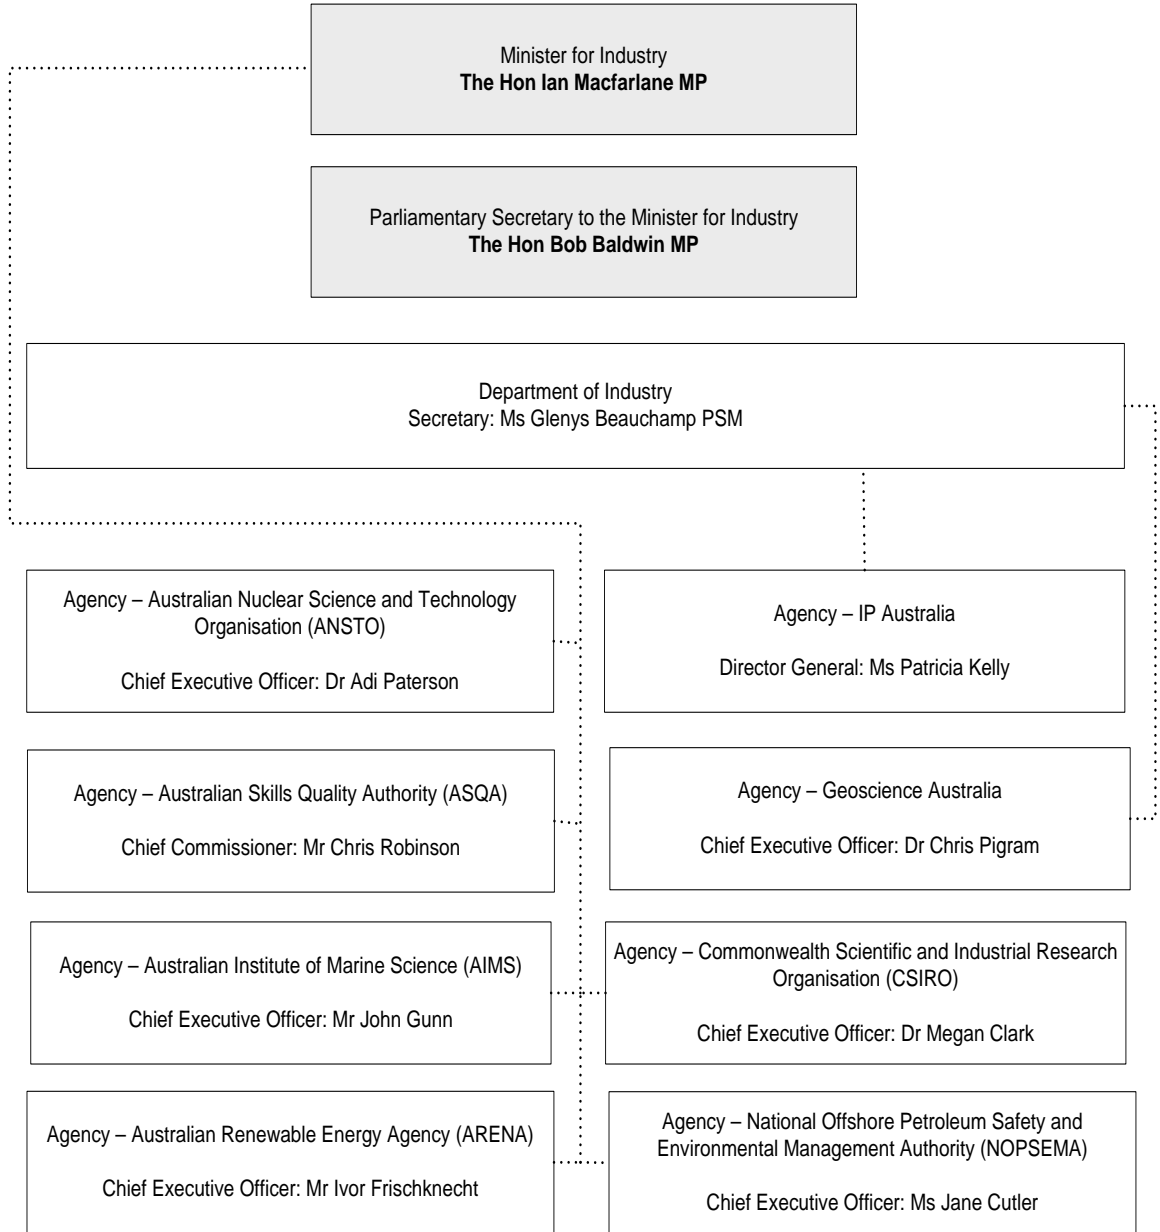 Minister for Industry
The Hon Ian Macfarlane MP
Parliamentary Secretary to the Minister for Industry
The Hon Bob Baldwin MP
Department of Industry
Secretary: Ms Glenys Beauchamp PSM
Agency – Australian Nuclear Science and Technology
Organisation (ANSTO)
Chief Executive Officer: Dr Adi Paterson
Agency – IP Australia
Director General: Ms Patricia Kelly
Agency – Australian Skills Quality Authority (ASQA)
Chief Commissioner: Mr Chris Robinson
Agency – Geoscience Australia
Chief Executive Officer: Dr Chris Pigram
Agency – Australian Institute of Marine Science (AIMS)
Chief Executive Officer: Mr John Gunn
Agency – Commonwealth Scientific and Industrial Research
Organisation (CSIRO)
Chief Executive Officer: Dr Megan Clark
Agency – Australian Renewable Energy Agency (ARENA)
Chief Executive Officer: Mr Ivor Frischknecht
Agency – National Offshore Petroleum Safety and
Environmental Management Authority (NOPSEMA)
Chief Executive Officer: Ms Jane Cutler